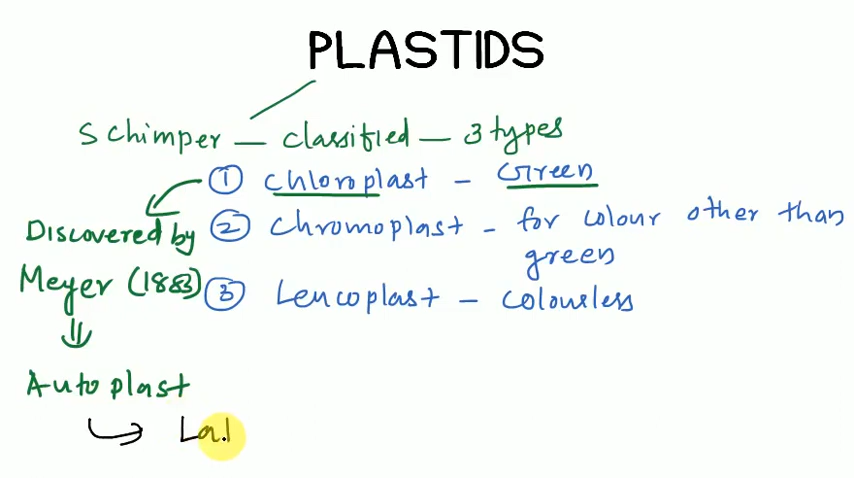 PLASTIDS
Schimper — classified — 3 types
① chloroplast - Green
② chromoplast - for colour other than
green
③ Leucoplast - colourless
Discovered by
Meyer (1883)
Autoplast